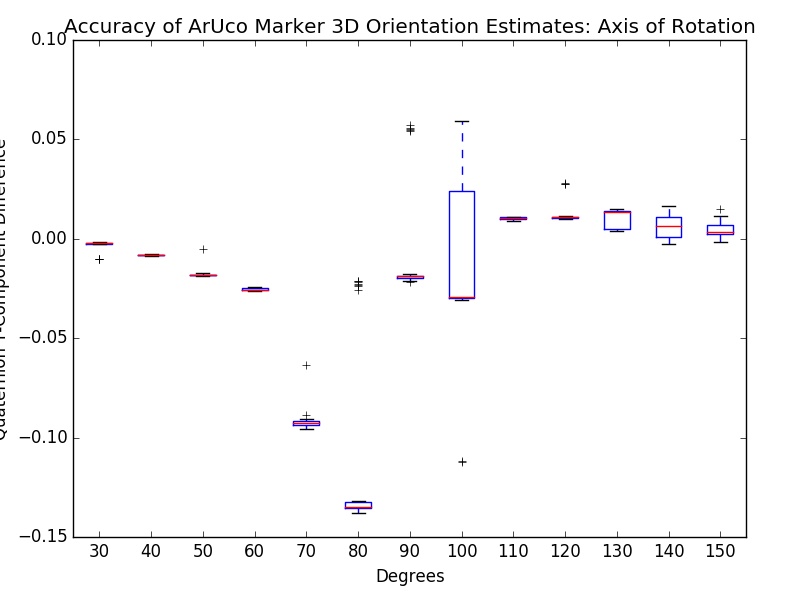 Accuracy of ArUco Marker 3D Orientation Estimates: Axis of Rotation
0.10
0.05
0.00
−0.05
−0.10
−0.15
Component Difference
30 40 50 60 70 80 90 100 110 120 130 140 150
Degrees